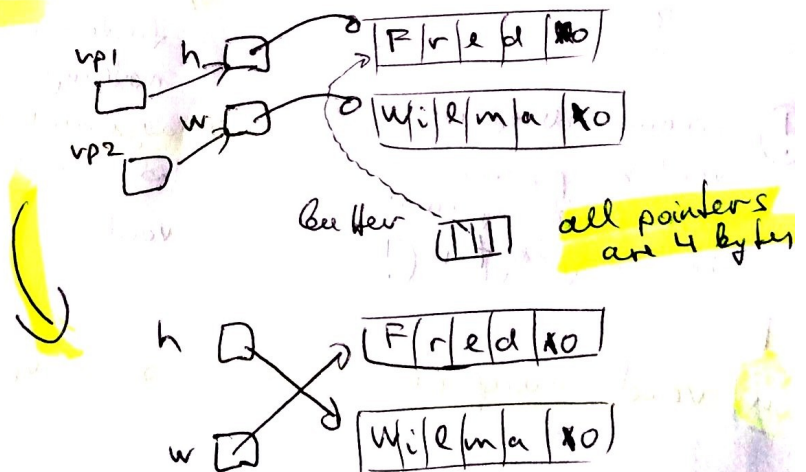 vp1 h F r e d \0
vp2 w W i l m a \0
buffer all pointers
are 4 bytes
h F r e d \0
w W i l m a \0